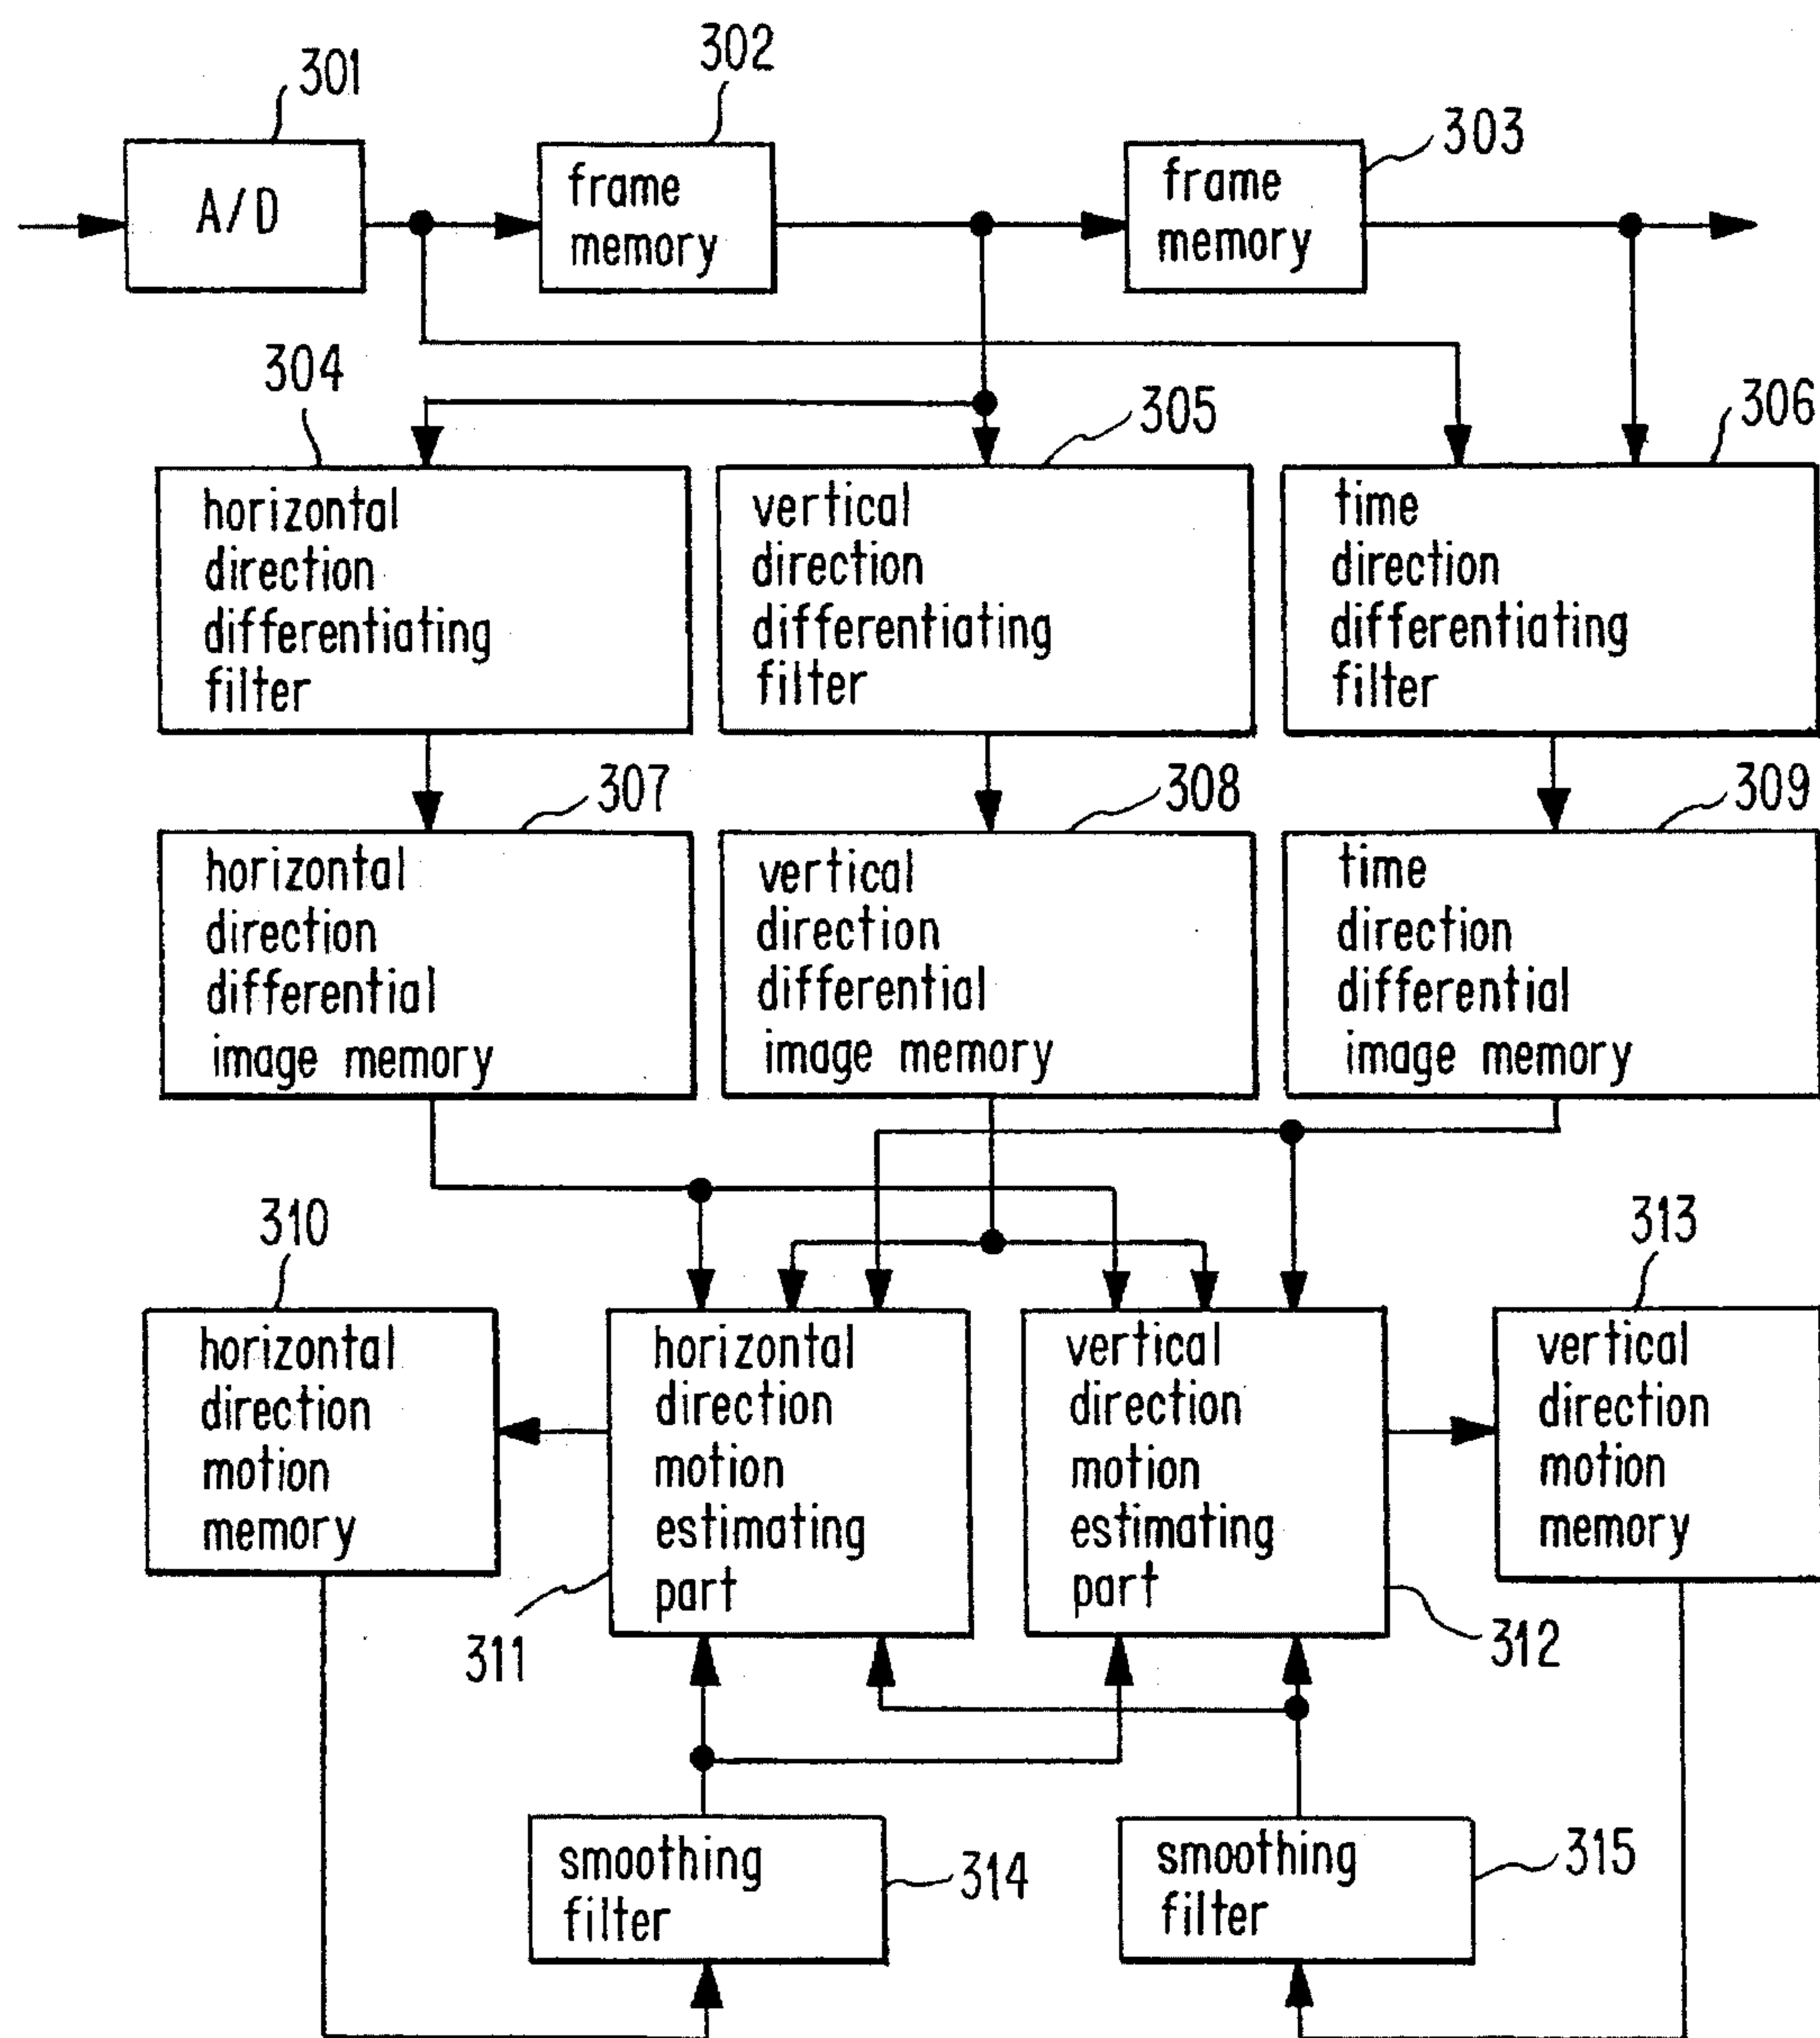 301
302
303
A/D
frame
memory
frame
memory
304
305
306
horizontal
direction
differentiating
filter
vertical
direction
differentiating
filter
time
direction
differentiating
filter
307
308
309
horizontal
direction
differential
image memory
vertical
direction
differential
image memory
time
direction
differential
image memory
310
313
horizontal
direction
motion
memory
horizontal
direction
motion
estimating
part
vertical
direction
motion
estimating
part
vertical
direction
motion
memory
311
312
smoothing
filter
314
smoothing
filter
315